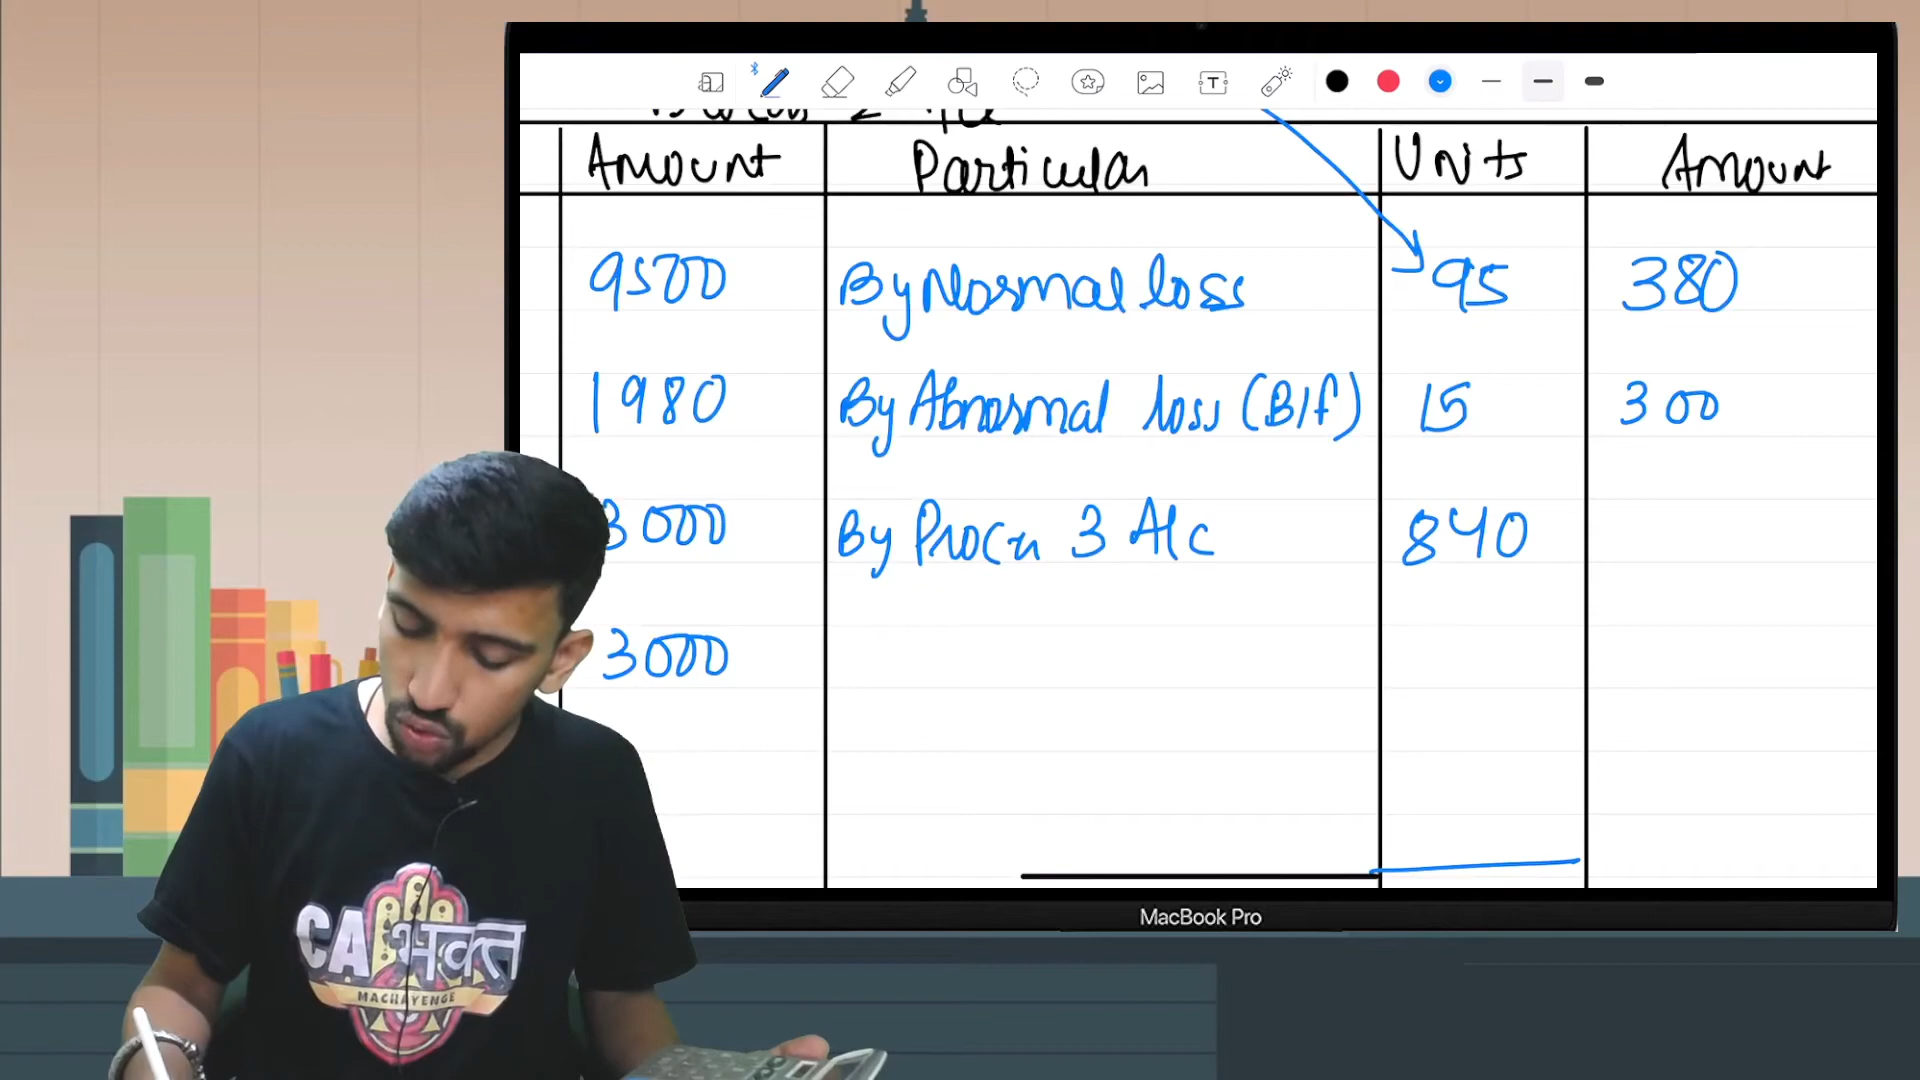 Amount Particular Units Amount
9500 By Normal loss 95 380
1980 By Abnormal loss (B/f) 15 300
3000 By Process 3 A/c 840
3000
MacBook Pro
CA भक्त
MACHAYENGE